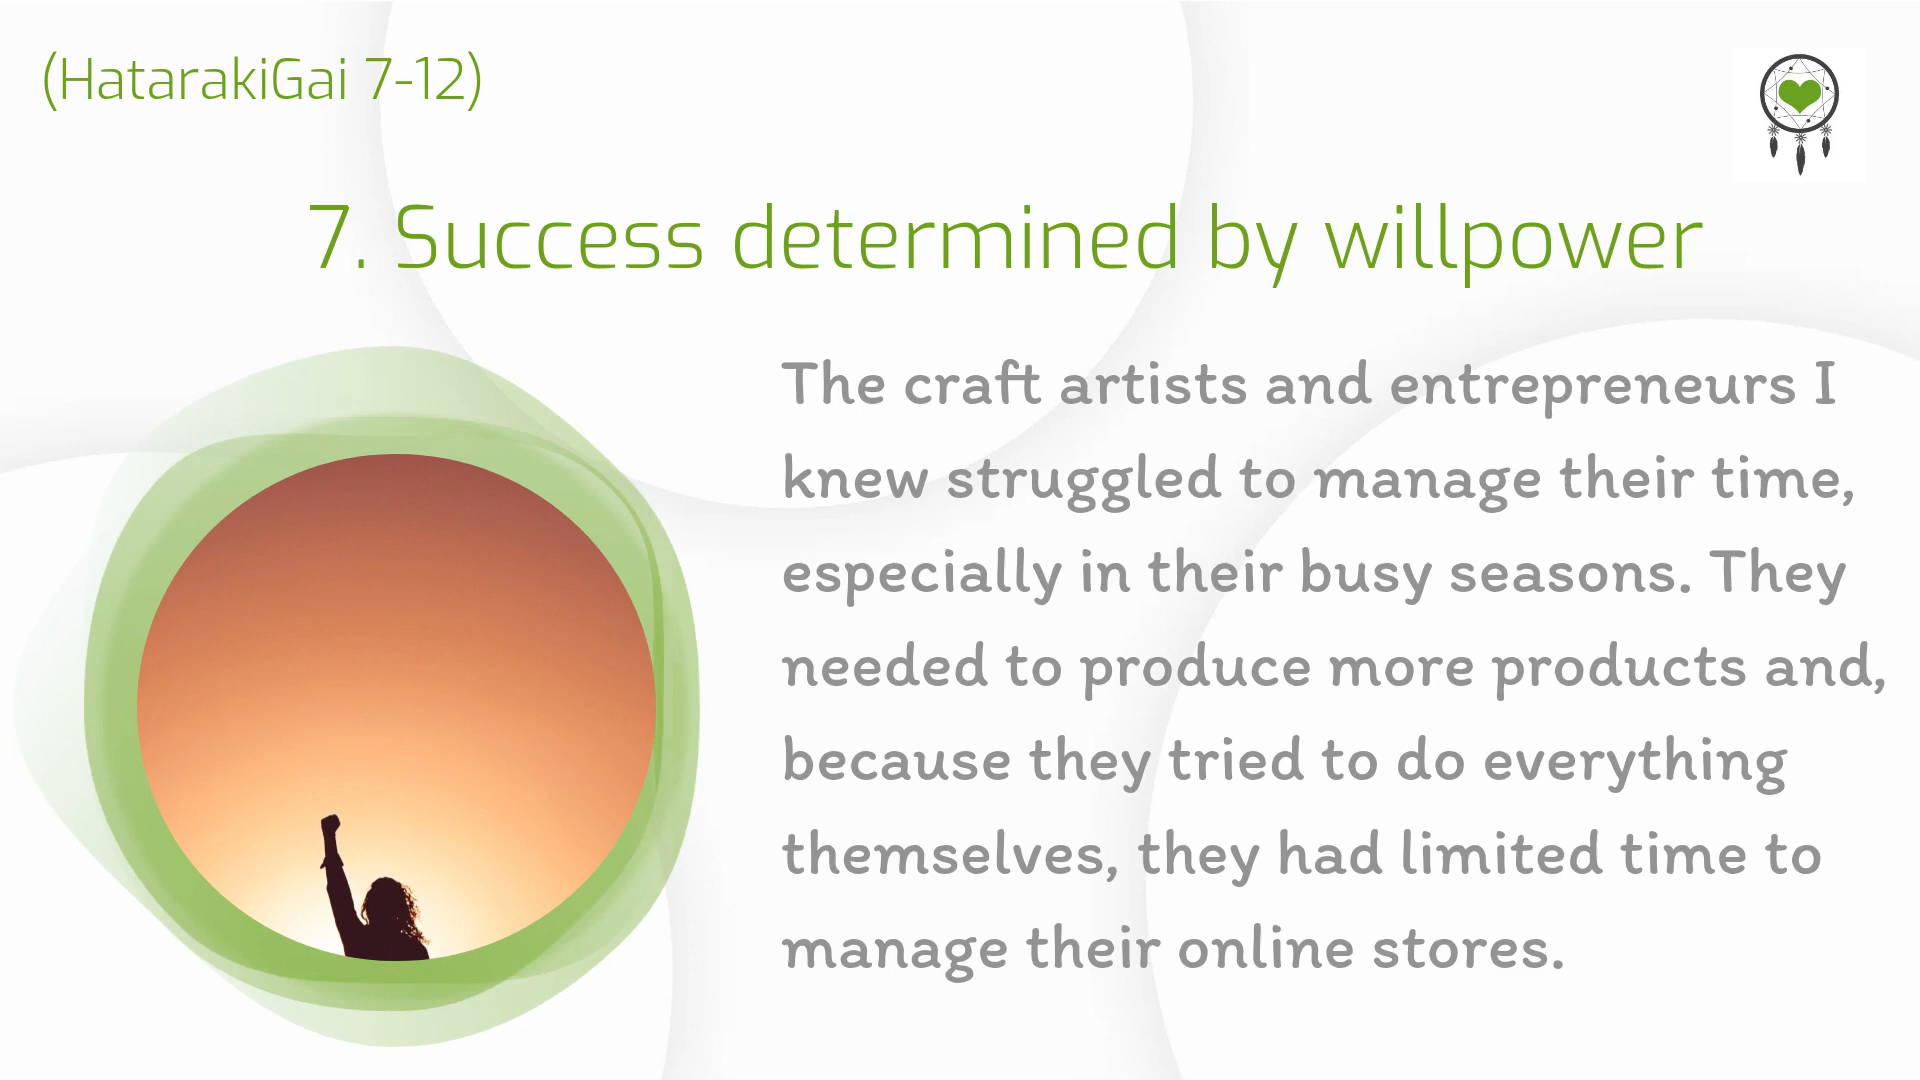 (HatarakiGai 7-12)
7. Success determined by willpower
The craft artists and entrepreneurs I
knew struggled to manage their time,
especially in their busy seasons. They
needed to produce more products and,
because they tried to do everything
themselves, they had limited time to
manage their online stores.